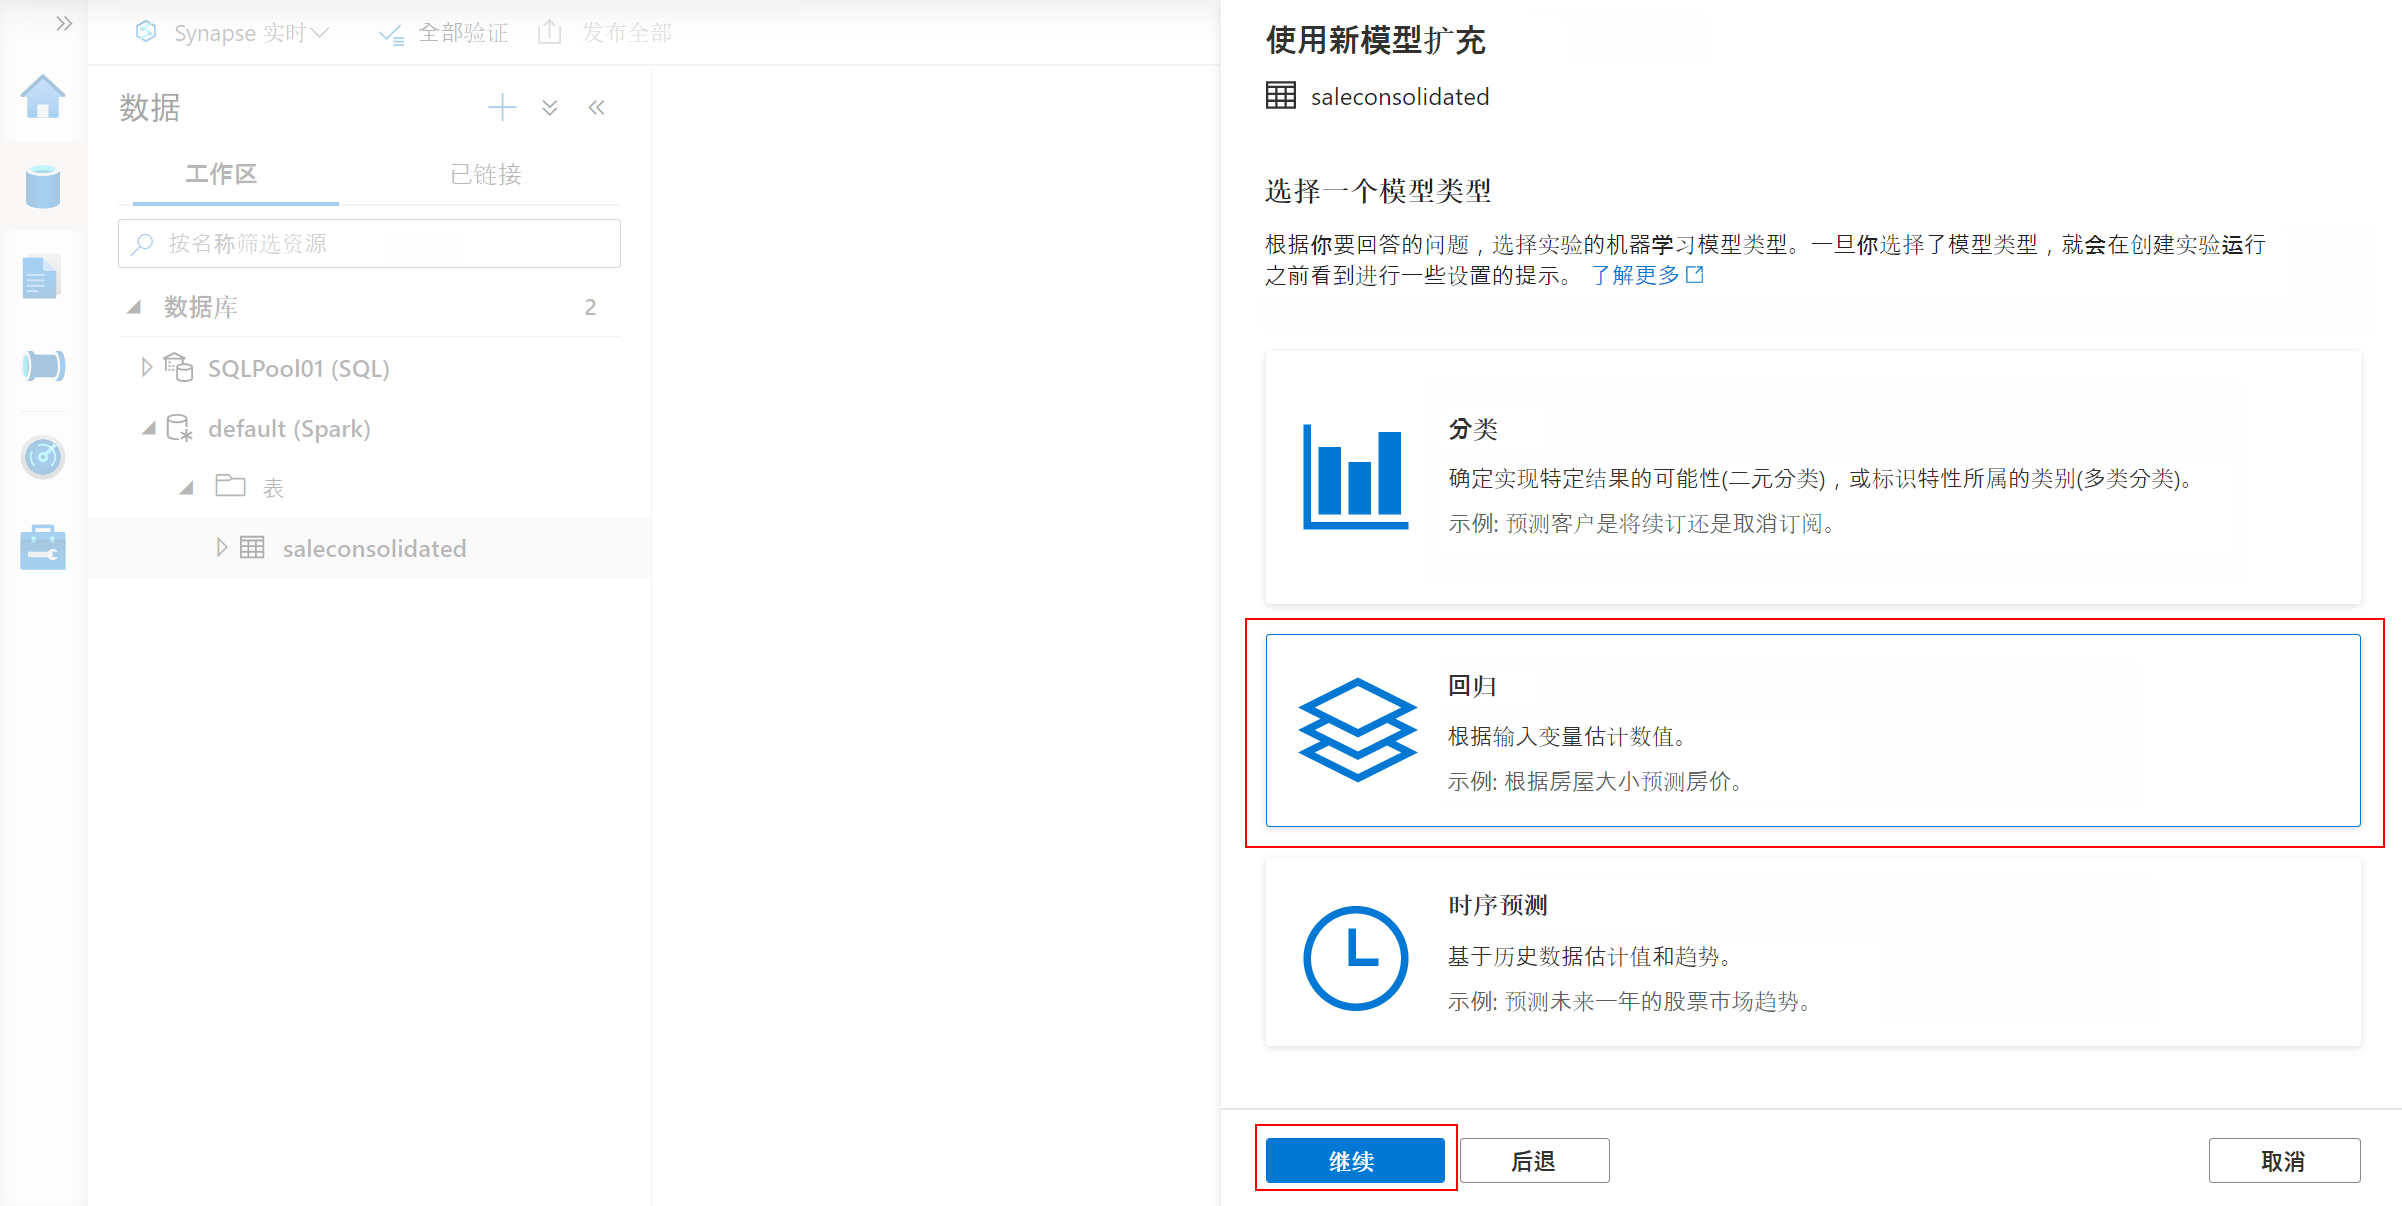 Synapse 实时
全部验证
发布全部
数据
工作区
已链接
按名称筛选资源
数据库
2
SQLPool01 (SQL)
default (Spark)
表
saleconsolidated
使用新模型扩充
saleconsolidated
选择一个模型类型
根据你要回答的问题，选择实验的机器学习模型类型。一旦你选择了模型类型，就会在创建实验运行
之前看到进行一些设置的提示。 了解更多
分类
确定实现特定结果的可能性(二元分类)，或标识特性所属的类别(多类分类)。
示例: 预测客户是将续订还是取消订阅。
回归
根据输入变量估计数值。
示例: 根据房屋大小预测房价。
时序预测
基于历史数据估计值和趋势。
示例: 预测未来一年的股票市场趋势。
继续
后退
取消